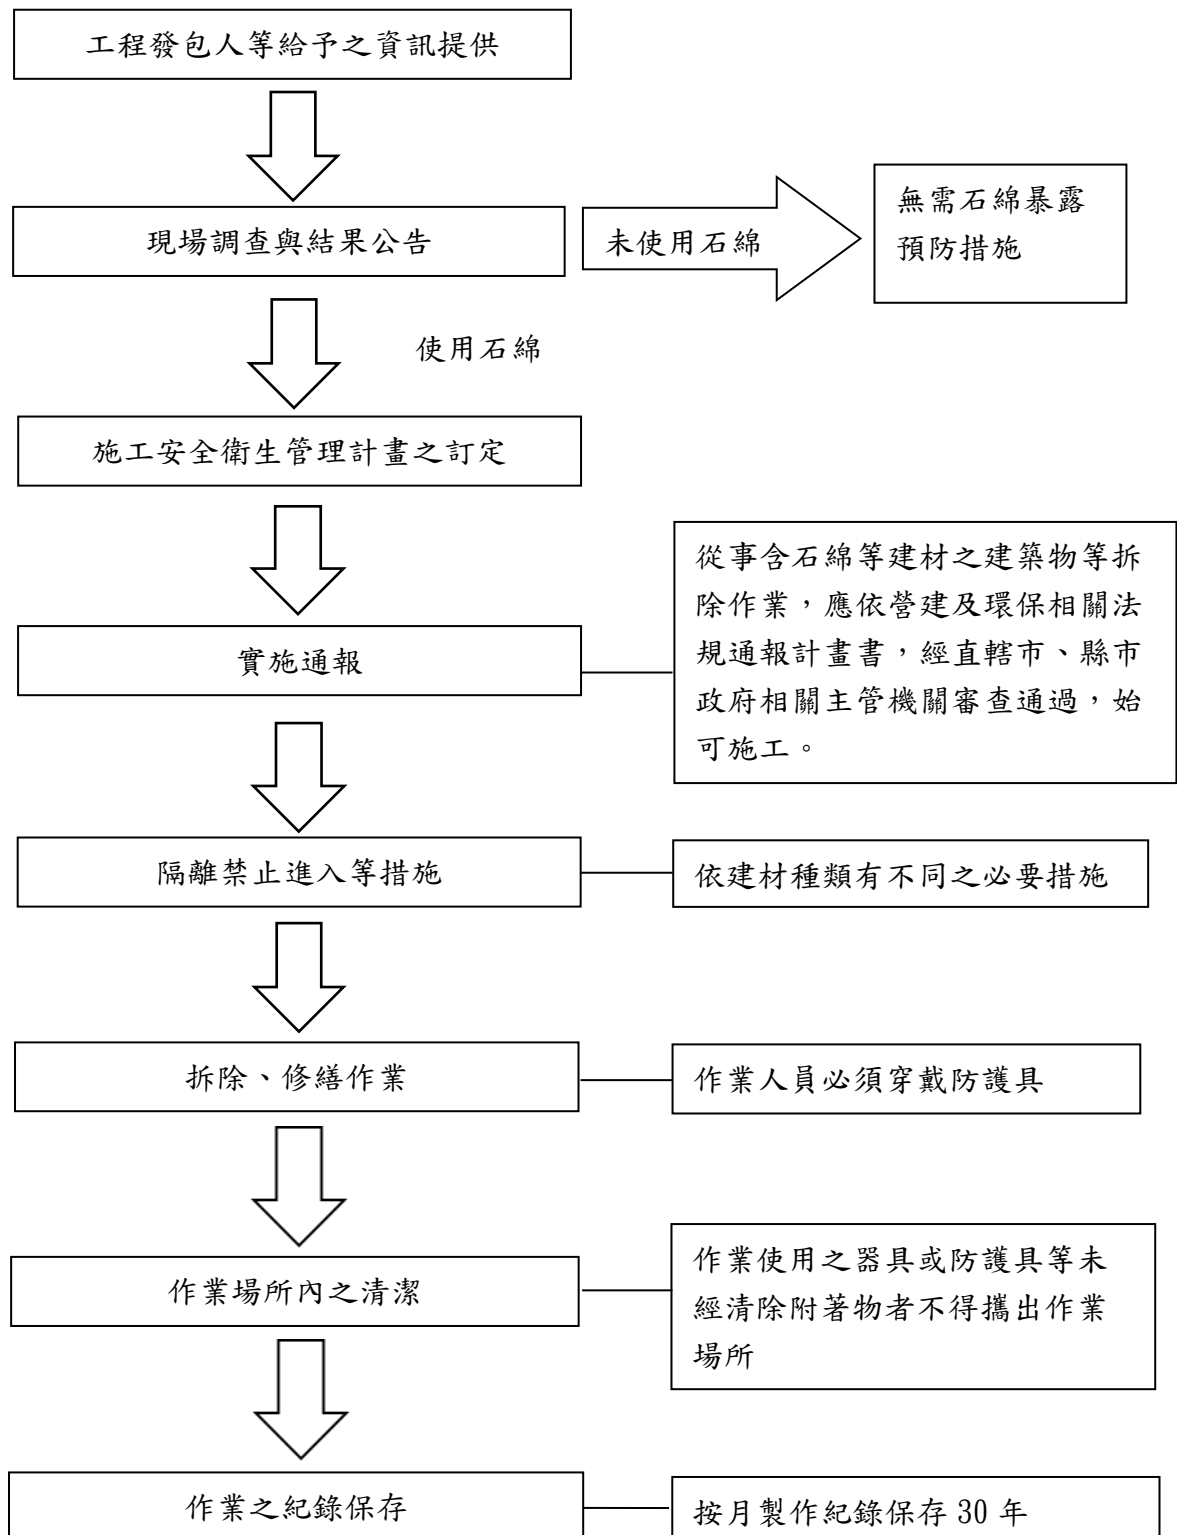 工程發包人等給予之資訊提供
現場調查與結果公告
未使用石綿
無需石綿暴露
預防措施
使用石綿
施工安全衛生管理計畫之訂定
實施通報
從事含石綿等建材之建築物等拆
除作業，應依營建及環保相關法
規通報計畫書，經直轄市、縣市
政府相關主管機關審查通過，始
可施工。
隔離禁止進入等措施
依建材種類有不同之必要措施
拆除、修繕作業
作業人員必須穿戴防護具
作業場所內之清潔
作業使用之器具或防護具等未
經清除附著物者不得攜出作業
場所
作業之紀錄保存
按月製作紀錄保存 30 年